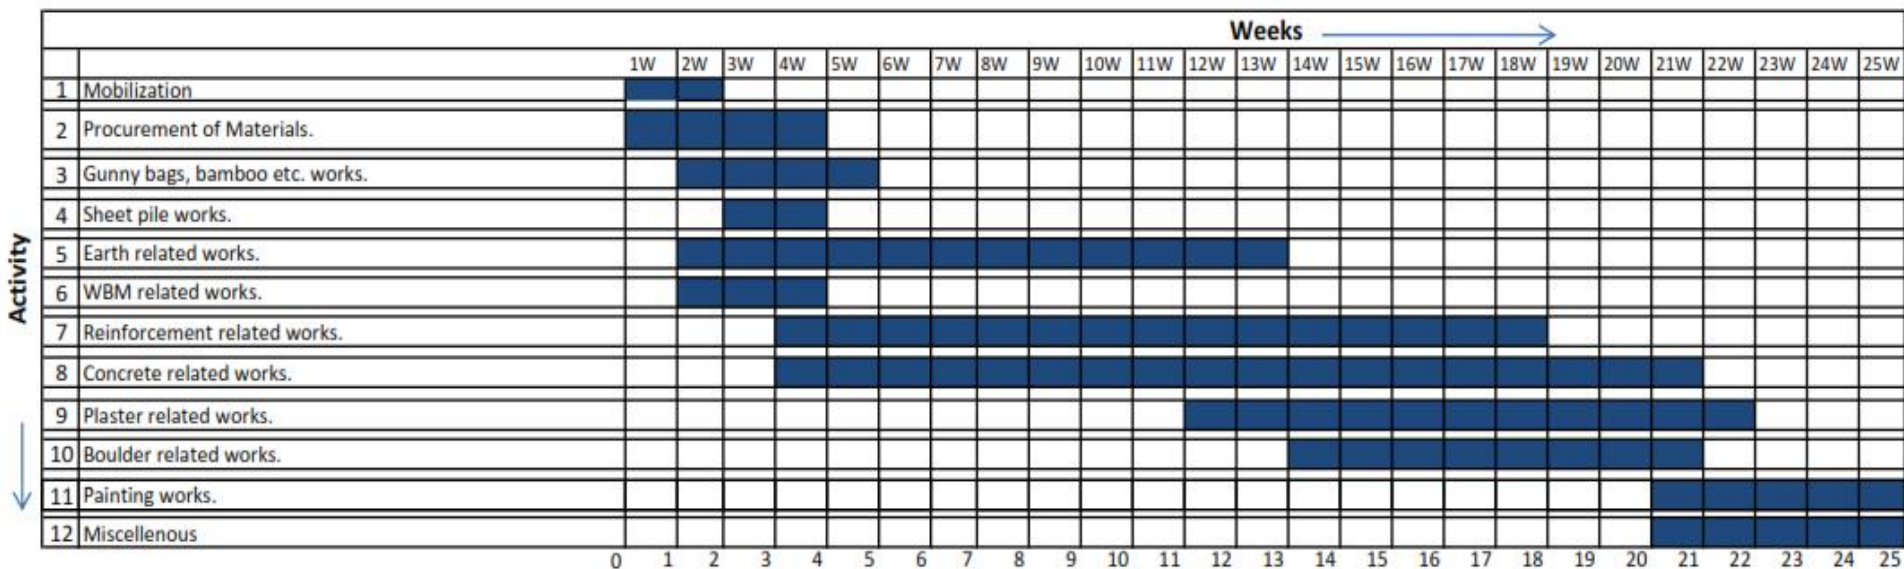 Weeks
1W 2W 3W 4W 5W 6W 7W 8W 9W 10W 11W 12W 13W 14W 15W 16W 17W 18W 19W 20W 21W 22W 23W 24W 25W
Activity
1 Mobilization
2 Procurement of Materials.
3 Gunny bags, bamboo etc. works.
4 Sheet pile works.
5 Earth related works.
6 WBM related works.
7 Reinforcement related works.
8 Concrete related works.
9 Plaster related works.
10 Boulder related works.
11 Painting works.
12 Miscellenous
0 1 2 3 4 5 6 7 8 9 10 11 12 13 14 15 16 17 18 19 20 21 22 23 24 25